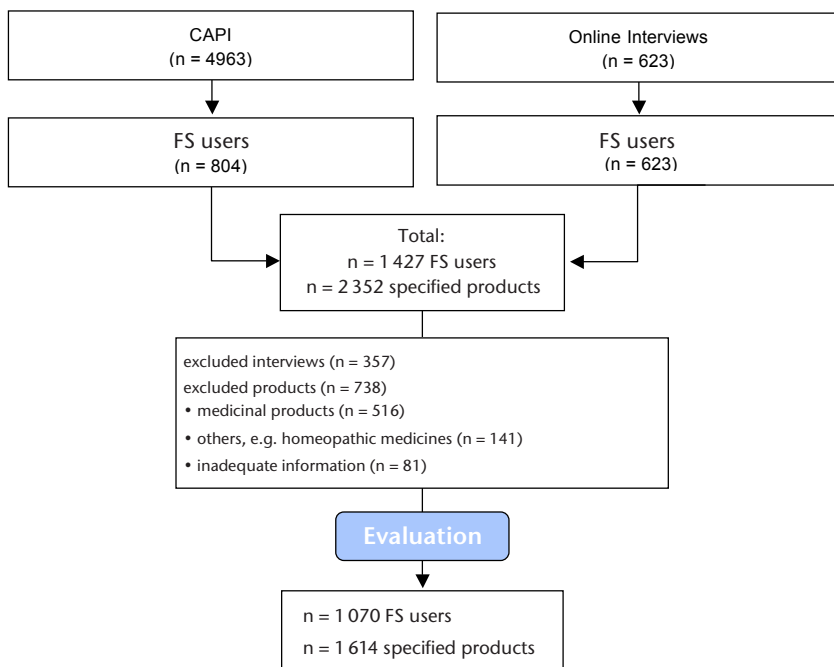 CAPI
(n = 4963)
Online Interviews
(n = 623)
FS users
(n = 804)
FS users
(n = 623)
Total:
n = 1 427 FS users
n = 2 352 specified products
excluded interviews (n = 357)
excluded products (n = 738)
• medicinal products (n = 516)
• others, e.g. homeopathic medicines (n = 141)
• inadequate information (n = 81)
Evaluation
n = 1 070 FS users
n = 1 614 specified products